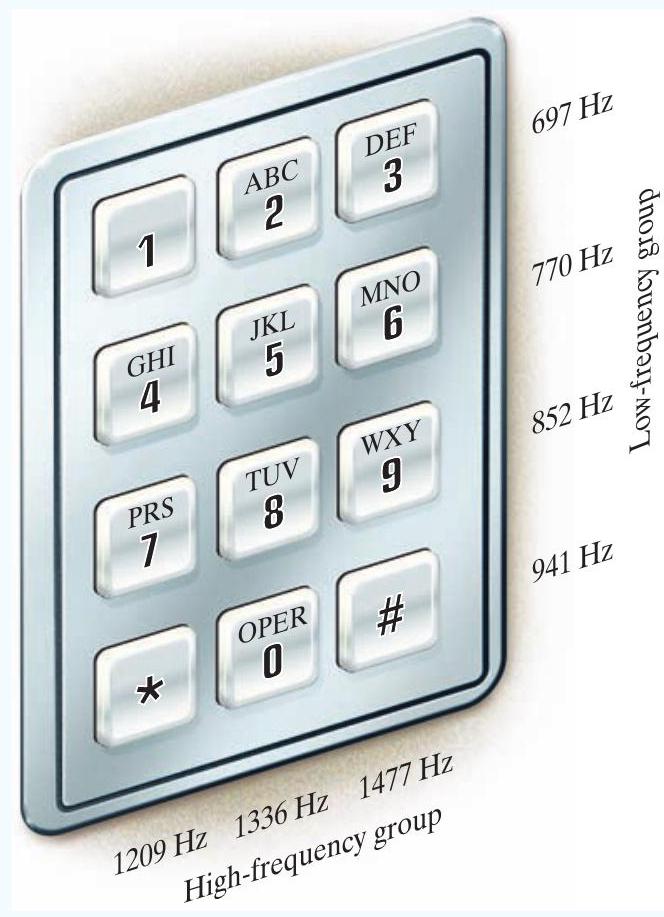 697 Hz
DEF
3
ABC
2
1
770 Hz
MNO
6
JKL
5
GHI
4
852 Hz
WXY
9
TUV
8
PRS
7
941 Hz
#
OPER
0
*
1209 Hz 1336 Hz 1477 Hz
High-frequency group
Low-frequency group